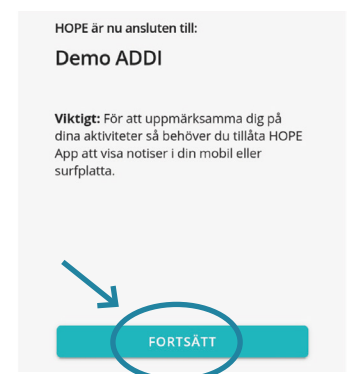 HOPE är nu ansluten till:
Demo ADDI
Viktigt: För att uppmärksamma dig på
dina aktiviteter så behöver du tillåta HOPE
App att visa notiser i din mobil eller
surfplatta.
FORTSÄTT